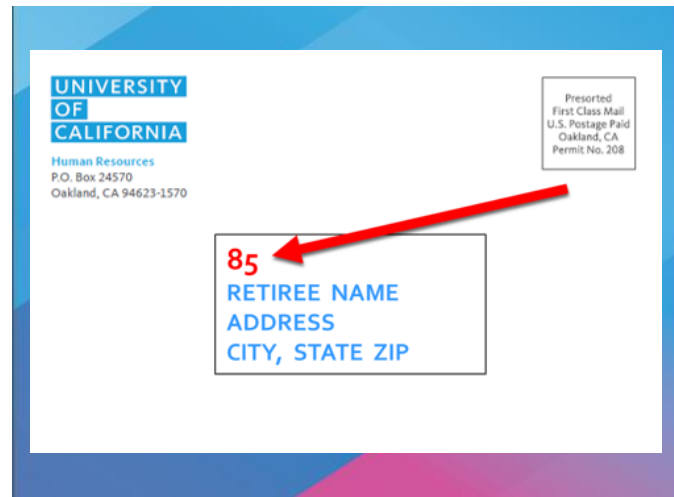 UNIVERSITY
OF
CALIFORNIA
Human Resources
P.O. Box 24570
Oakland, CA 94623-1570
Presorted
First Class Mail
U.S. Postage Paid
Oakland, CA
Permit No. 208
85
RETIREE NAME
ADDRESS
CITY, STATE ZIP